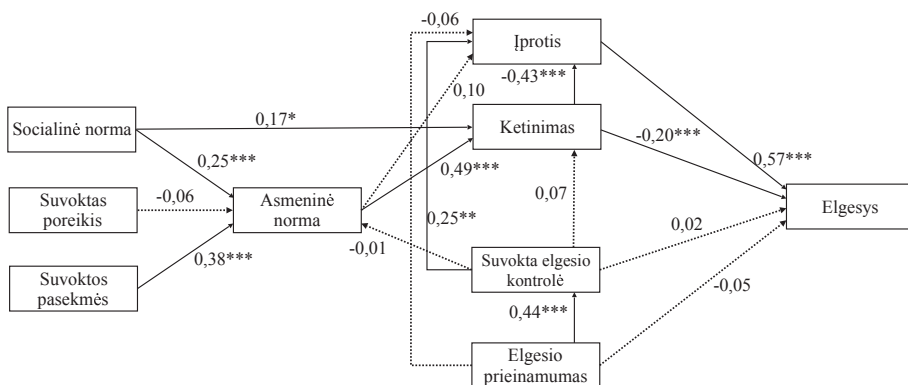 -0,06
Įprotis
-0,43***
0,10
Socialinė norma
0,17*
Ketinimas
-0,20***
0,25***
0,49***
0,57***
Suvoktas
poreikis
-0,06
Asmeninė
norma
0,07
Elgesys
0,25**
0,02
-0,01
Suvokta elgesio
kontrolė
Suvoktos
pasekmės
0,38***
-0,05
0,44***
Elgesio
prieinamumas